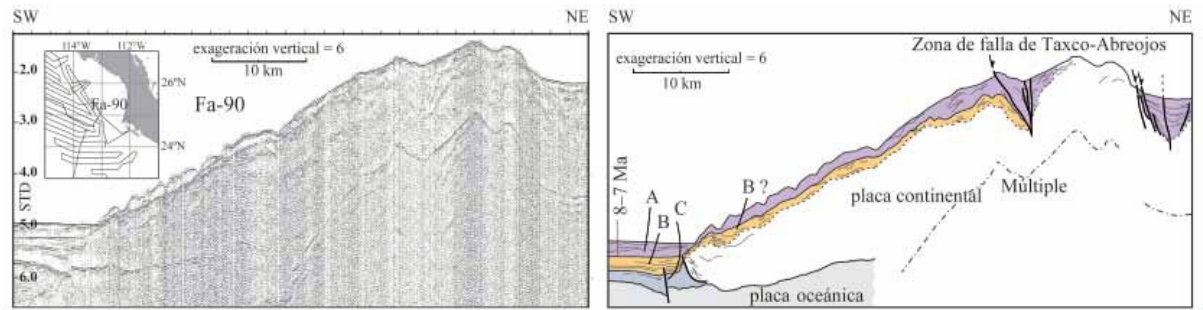 SW
NE
114°W 112°W
exageración vertical = 6
10 km
26°N
Fa-90
24°N
Fa-90
2.0
3.0
4.0
5.0
6.0
STD
SW
NE
Zona de falla de Taxco-Abreojos
exageración vertical = 6
10 km
8–7 Ma
A
B
C
B ?
placa continental
Múltiple
placa oceánica